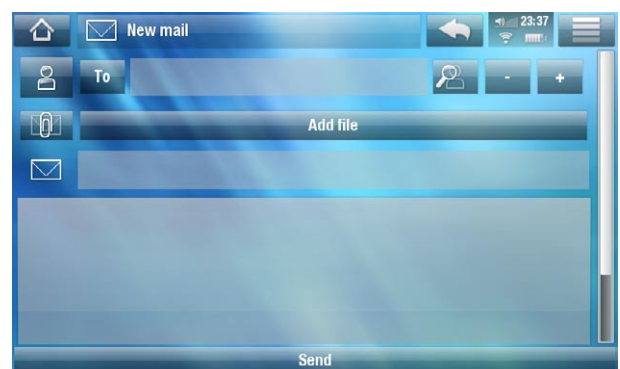 New mail
23:37
To
- +
Add file
Send